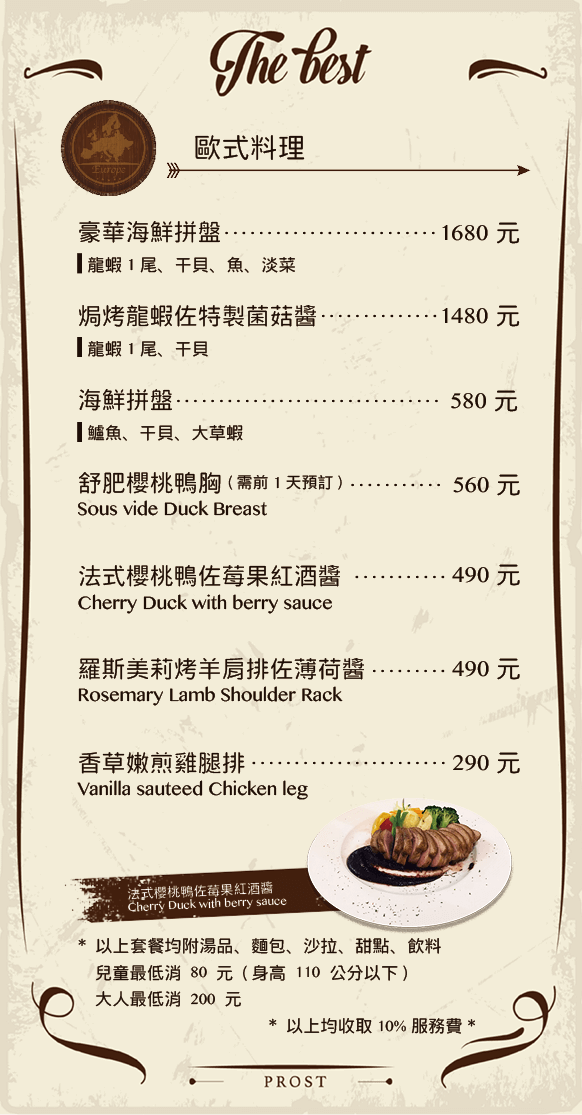 The best
Europe
歐式料理
豪華海鮮拼盤························1680 元
龍蝦 1 尾、干貝、魚、淡菜
焗烤龍蝦佐特製菌菇醬·············1480 元
龍蝦 1 尾、干貝
海鮮拼盤······························580 元
鱸魚、干貝、大草蝦
舒肥櫻桃鴨胸（需前 1 天預訂）···········560 元
Sous vide Duck Breast
法式櫻桃鴨佐莓果紅酒醬 ··········490 元
Cherry Duck with berry sauce
羅斯美莉烤羊肩排佐薄荷醬·········490 元
Rosemary Lamb Shoulder Rack
香草嫩煎雞腿排······················290 元
Vanilla sauteed Chicken leg
法式櫻桃鴨佐莓果紅酒醬
Cherry Duck with berry sauce
* 以上套餐均附湯品、麵包、沙拉、甜點、飲料
兒童最低消 80 元（身高 110 公分以下）
大人最低消 200 元
* 以上均收取 10% 服務費 *
PROST